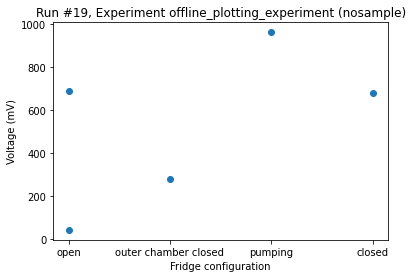 Run #19, Experiment offline_plotting_experiment (nosample)
1000
800
600
400
200
0
Voltage (mV)
open outer chamber closed pumping closed
Fridge configuration